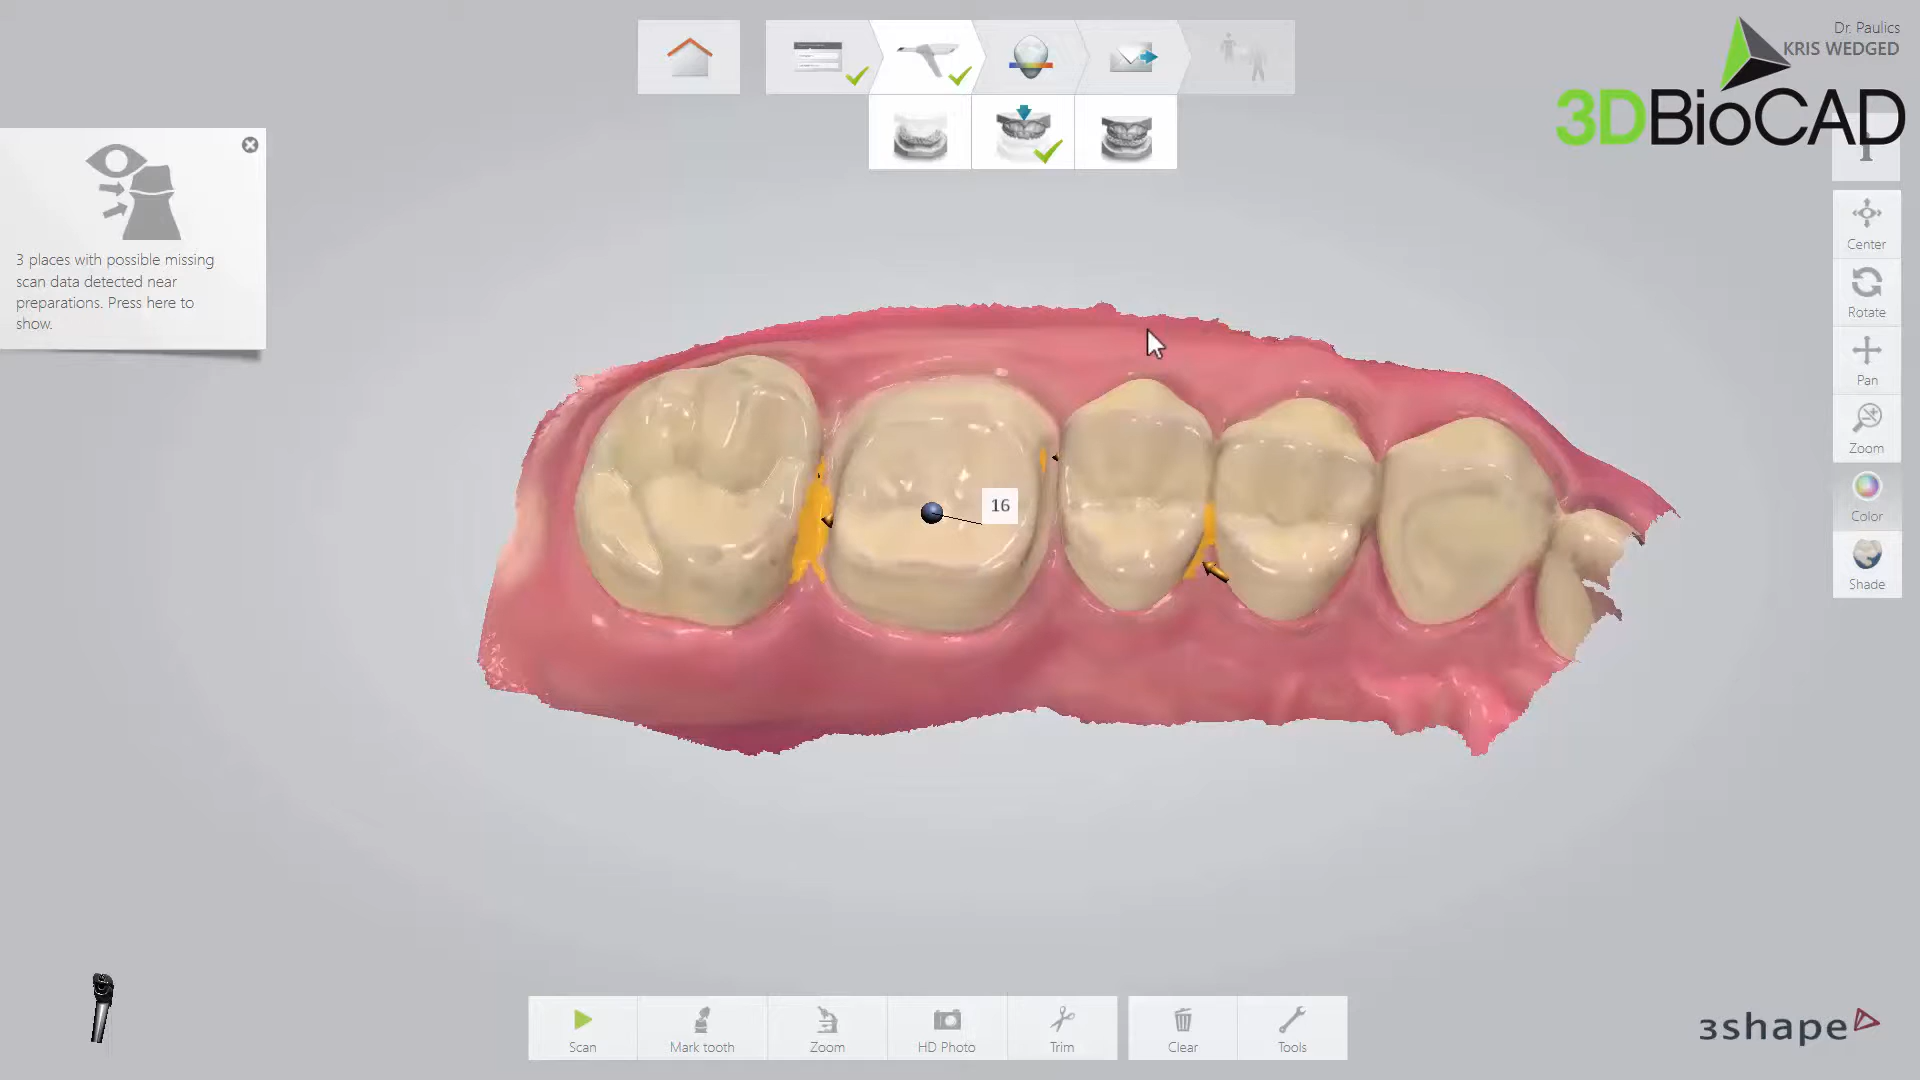 Dr. Paulics
KRIS WEDGED
3DBioCAD
i
3 places with possible missing
scan data detected near
preparations. Press here to
show.
16
Center
Rotate
Pan
Zoom
Color
Shade
Scan
Mark tooth
Zoom
HD Photo
Trim
Clear
Tools
3shape